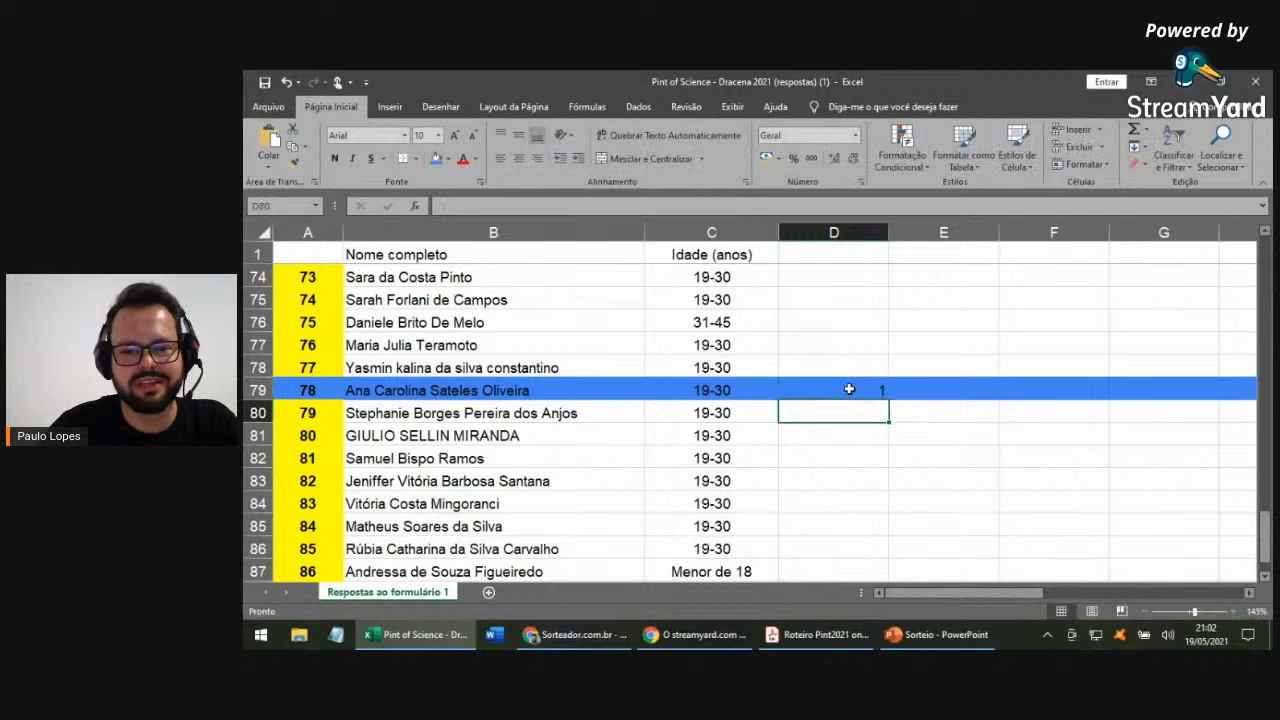 Powered by
StreamYard
Pint of Science - Dracena 2021 (respostas) (1) - Excel
Entrar
Arquivo Página Inicial Inserir Desenhar Layout da Página Fórmulas Dados Revisão Exibir Ajuda Diga-me o que você deseja fazer
Colar
Arial 10
N I S
Quebrar Texto Automaticamente
Mesclar e Centralizar
Geral
% 000
Formatação Condicional
Formatar como Tabela
Estilos de Célula
Inserir
Excluir
Formatar
Classificar e Filtrar
Localizar e Selecionar
Área de Trans... Fonte Alinhamento Número Estilos Células Edição
D80 fx
A B C D E F G
1 Nome completo Idade (anos)
74 73 Sara da Costa Pinto 19-30
75 74 Sarah Forlani de Campos 19-30
76 75 Daniele Brito De Melo 31-45
77 76 Maria Julia Teramoto 19-30
78 77 Yasmin kalina da silva constantino 19-30
79 78 Ana Carolina Sateles Oliveira 19-30 1
80 79 Stephanie Borges Pereira dos Anjos 19-30
81 80 GIULIO SELLIN MIRANDA 19-30
82 81 Samuel Bispo Ramos 19-30
83 82 Jeniffer Vitória Barbosa Santana 19-30
84 83 Vitória Costa Mingoranci 19-30
85 84 Matheus Soares da Silva 19-30
86 85 Rúbia Catharina da Silva Carvalho 19-30
87 86 Andressa de Souza Figueiredo Menor de 18
Paulo Lopes
Respostas ao formulário 1
Pronto 145%
Pint of Science - Dr... Sorteador.com.br - ... O streamyard.com ... Roteiro Pint2021 on... Sorteio - PowerPoint
21:02
19/05/2021